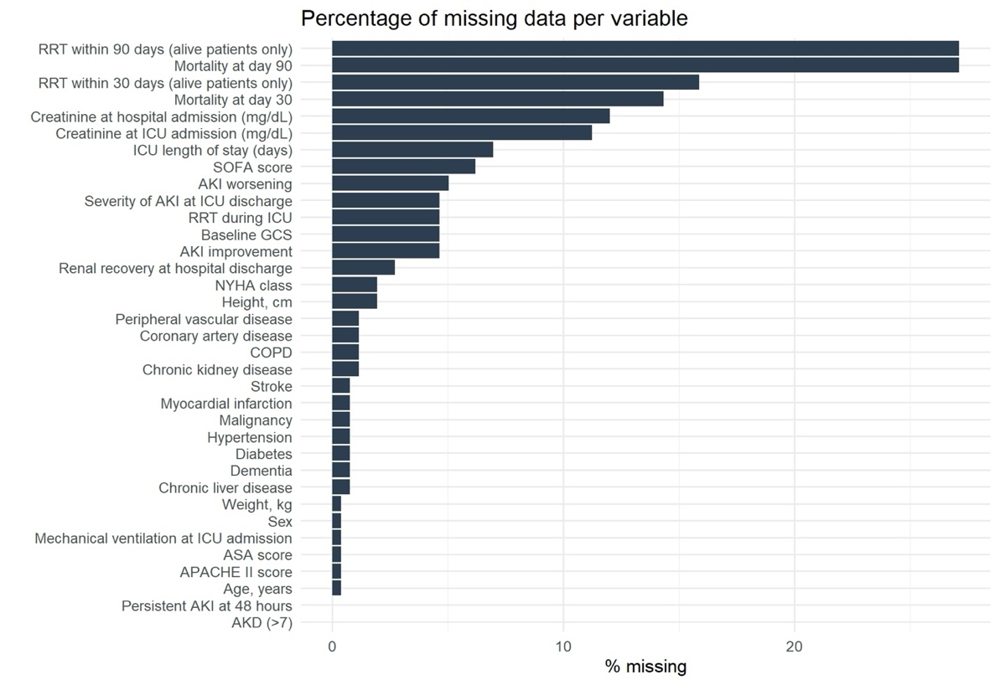 Percentage of missing data per variable
RRT within 90 days (alive patients only)
Mortality at day 90
RRT within 30 days (alive patients only)
Mortality at day 30
Creatinine at hospital admission (mg/dL)
Creatinine at ICU admission (mg/dL)
ICU length of stay (days)
SOFA score
AKI worsening
Severity of AKI at ICU discharge
RRT during ICU
Baseline GCS
AKI improvement
Renal recovery at hospital discharge
NYHA class
Height, cm
Peripheral vascular disease
Coronary artery disease
COPD
Chronic kidney disease
Stroke
Myocardial infarction
Malignancy
Hypertension
Diabetes
Dementia
Chronic liver disease
Weight, kg
Sex
Mechanical ventilation at ICU admission
ASA score
APACHE II score
Age, years
Persistent AKI at 48 hours
AKD (>7)
0 10 20
% missing